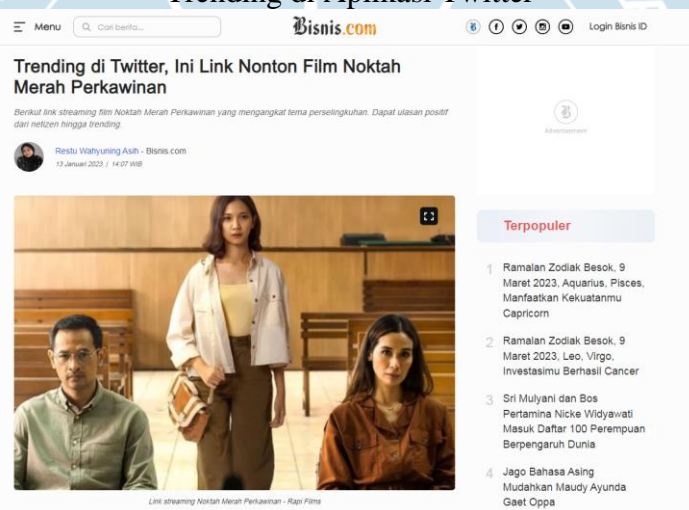 Trending di Aplikasi Twitter
Menu
Cari berita...
Bisnis.com
Login Bisnis ID
Trending di Twitter, Ini Link Nonton Film Noktah
Merah Perkawinan
Berikut link streaming film Noktah Merah Perkawinan yang mengangkat tema perselingkuhan. Dapat ulasan positif
dari netizen hingga trending.
Restu Wahyuning Asih - Bisnis.com
13 Januari 2023 | 14:07 WIB
Link streaming Noktah Merah Perkawinan - Rapi Films
Advertisement
Terpopuler
1 Ramalan Zodiak Besok, 9
Maret 2023, Aquarius, Pisces,
Manfaatkan Kekuatanmu
Capricorn
2 Ramalan Zodiak Besok, 9
Maret 2023, Leo, Virgo,
Investasimu Berhasil Cancer
3 Sri Mulyani dan Bos
Pertamina Nicke Widyawati
Masuk Daftar 100 Perempuan
Berpengaruh Dunia
4 Jago Bahasa Asing
Mudahkan Maudy Ayunda
Gaet Oppa